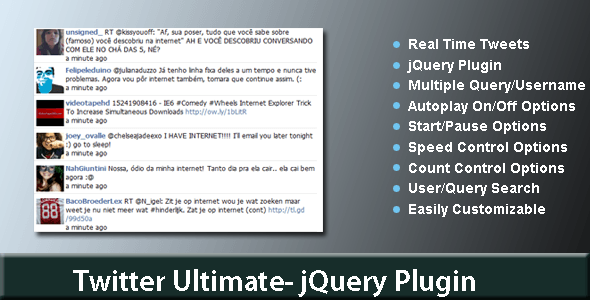 unsigned_ RT @kissyouoff: "Af, sua poser, tudo que você sabe sobre
(famoso) você descobriu na internet" AH E VOCÊ DESCOBRIU CONVERSANDO
COM ELE NO CHÁ DAS 5, NÉ?
a minute ago
Felipeleduino @julianaduzzo Já tenho linha fixa deles a um tempo e nunca tive
problemas. Agora vou pôr internet também, tomara que continue assim. (:
a minute ago
videotapehd 15241908416 - IE6 #Comedy #Wheels Internet Explorer Trick
To Increase Simultaneous Downloads http://ow.ly/1bUtR
a minute ago
joey_ovalle @chelseajadeexo I HAVE INTERNET!!!! I'll email you later tonight
:) go to sleep!
a minute ago
NahGiuntini Nossa, ódio da minha internet! Tanto dia pra ela cair.. ela cai bem
agora :@
a minute ago
BacoBroederLex RT @N_igel: Zit je op internet wou je wat zoeken maar
weet je nu niet meer wat #hinderlijk. Zat je op internet (cont) http://tl.gd
/99d50a
a minute ago
Real Time Tweets
jQuery Plugin
Multiple Query/Username
Autoplay On/Off Options
Start/Pause Options
Speed Control Options
Count Control Options
User/Query Search
Easily Customizable
Twitter Ultimate- jQuery Plugin